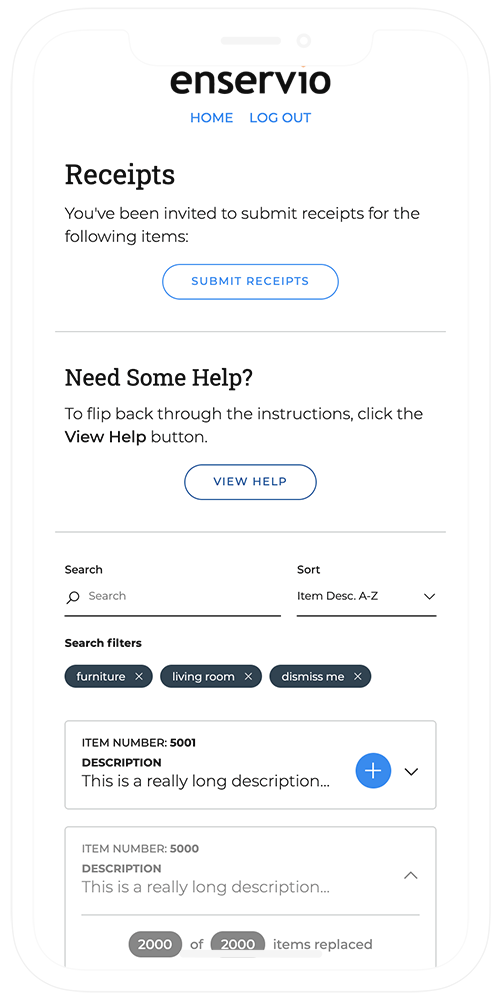 enservio
HOME LOG OUT
Receipts
You've been invited to submit receipts for the
following items:
SUBMIT RECEIPTS
Need Some Help?
To flip back through the instructions, click the
View Help button.
VIEW HELP
Search Sort
Search Item Desc. A-Z
Search filters
furniture living room dismiss me
ITEM NUMBER: 5001
DESCRIPTION
This is a really long description...
ITEM NUMBER: 5000
DESCRIPTION
This is a really long description...
2000 of 2000 items replaced